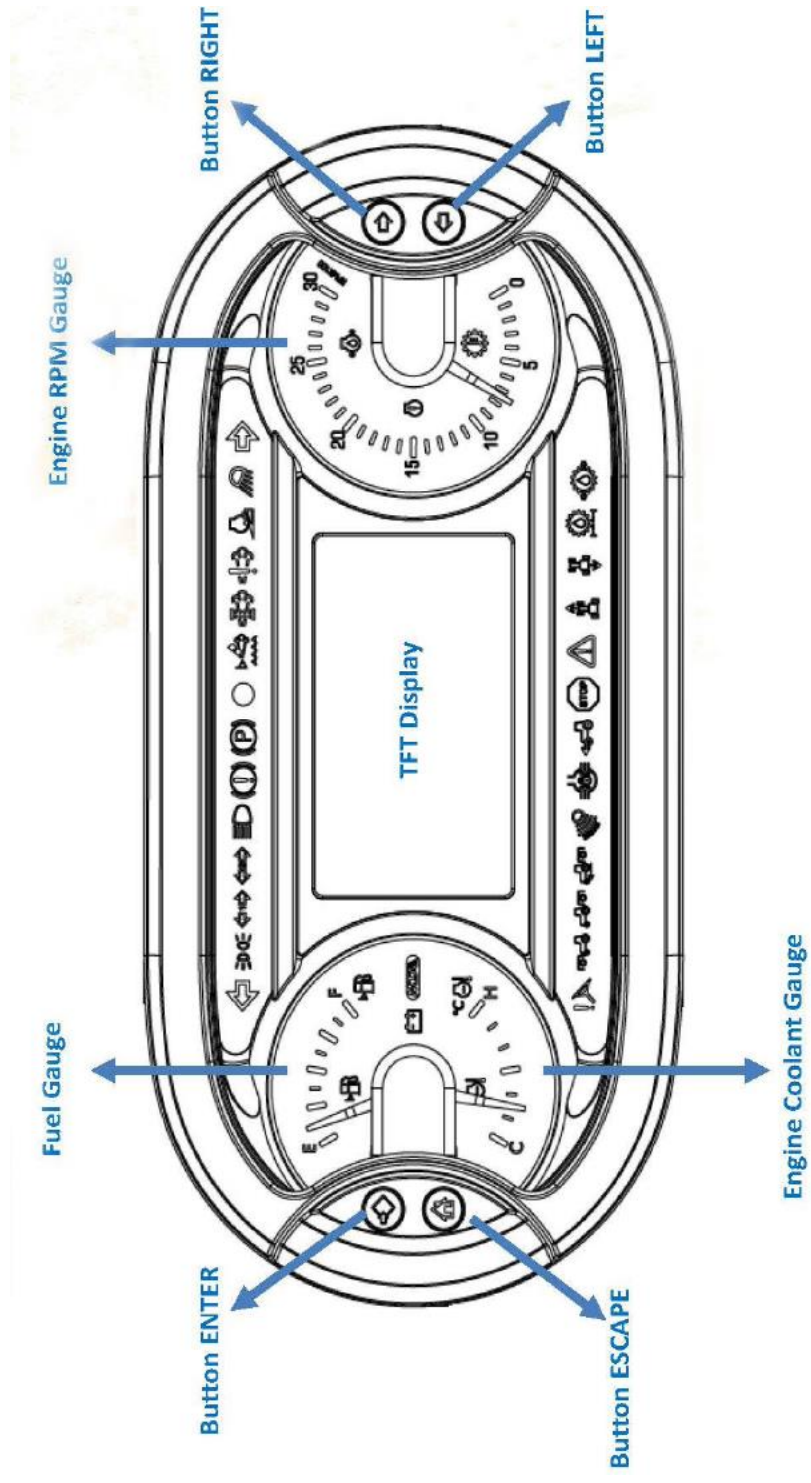 Button RIGHT
Button LEFT
Engine RPM Gauge
Fuel Gauge
Button ENTER
Button ESCAPE
Engine Coolant Gauge
TFT Display
E
F
°C
H
C
0
5
10
15
20
25
30
P
STOP